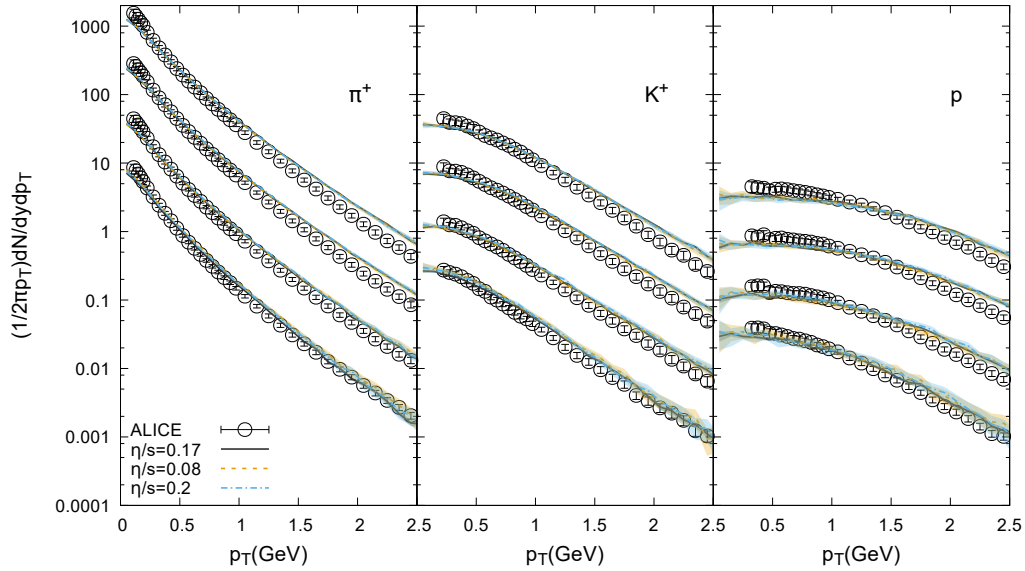 1000
100
10
1
0.1
0.01
0.001
0.0001
(1/2πp_T)dN/dydp_T
π⁺
K⁺
p
ALICE
η/s=0.17
η/s=0.08
η/s=0.2
0 0.5 1 1.5 2 2.5
0.5 1 1.5 2 2.5
0.5 1 1.5 2 2.5
p_T(GeV)
p_T(GeV)
p_T(GeV)